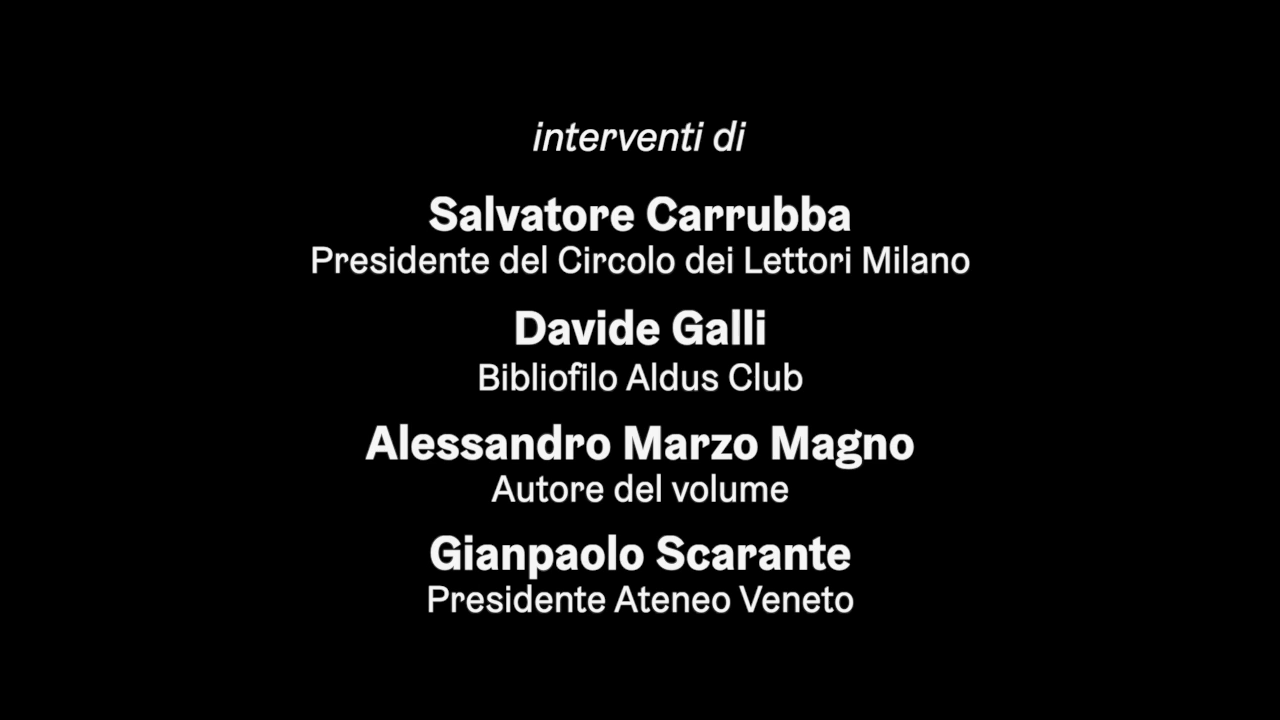 interventi di
Salvatore Carrubba
Presidente del Circolo dei Lettori Milano
Davide Galli
Bibliofilo Aldus Club
Alessandro Marzo Magno
Autore del volume
Gianpaolo Scarante
Presidente Ateneo Veneto